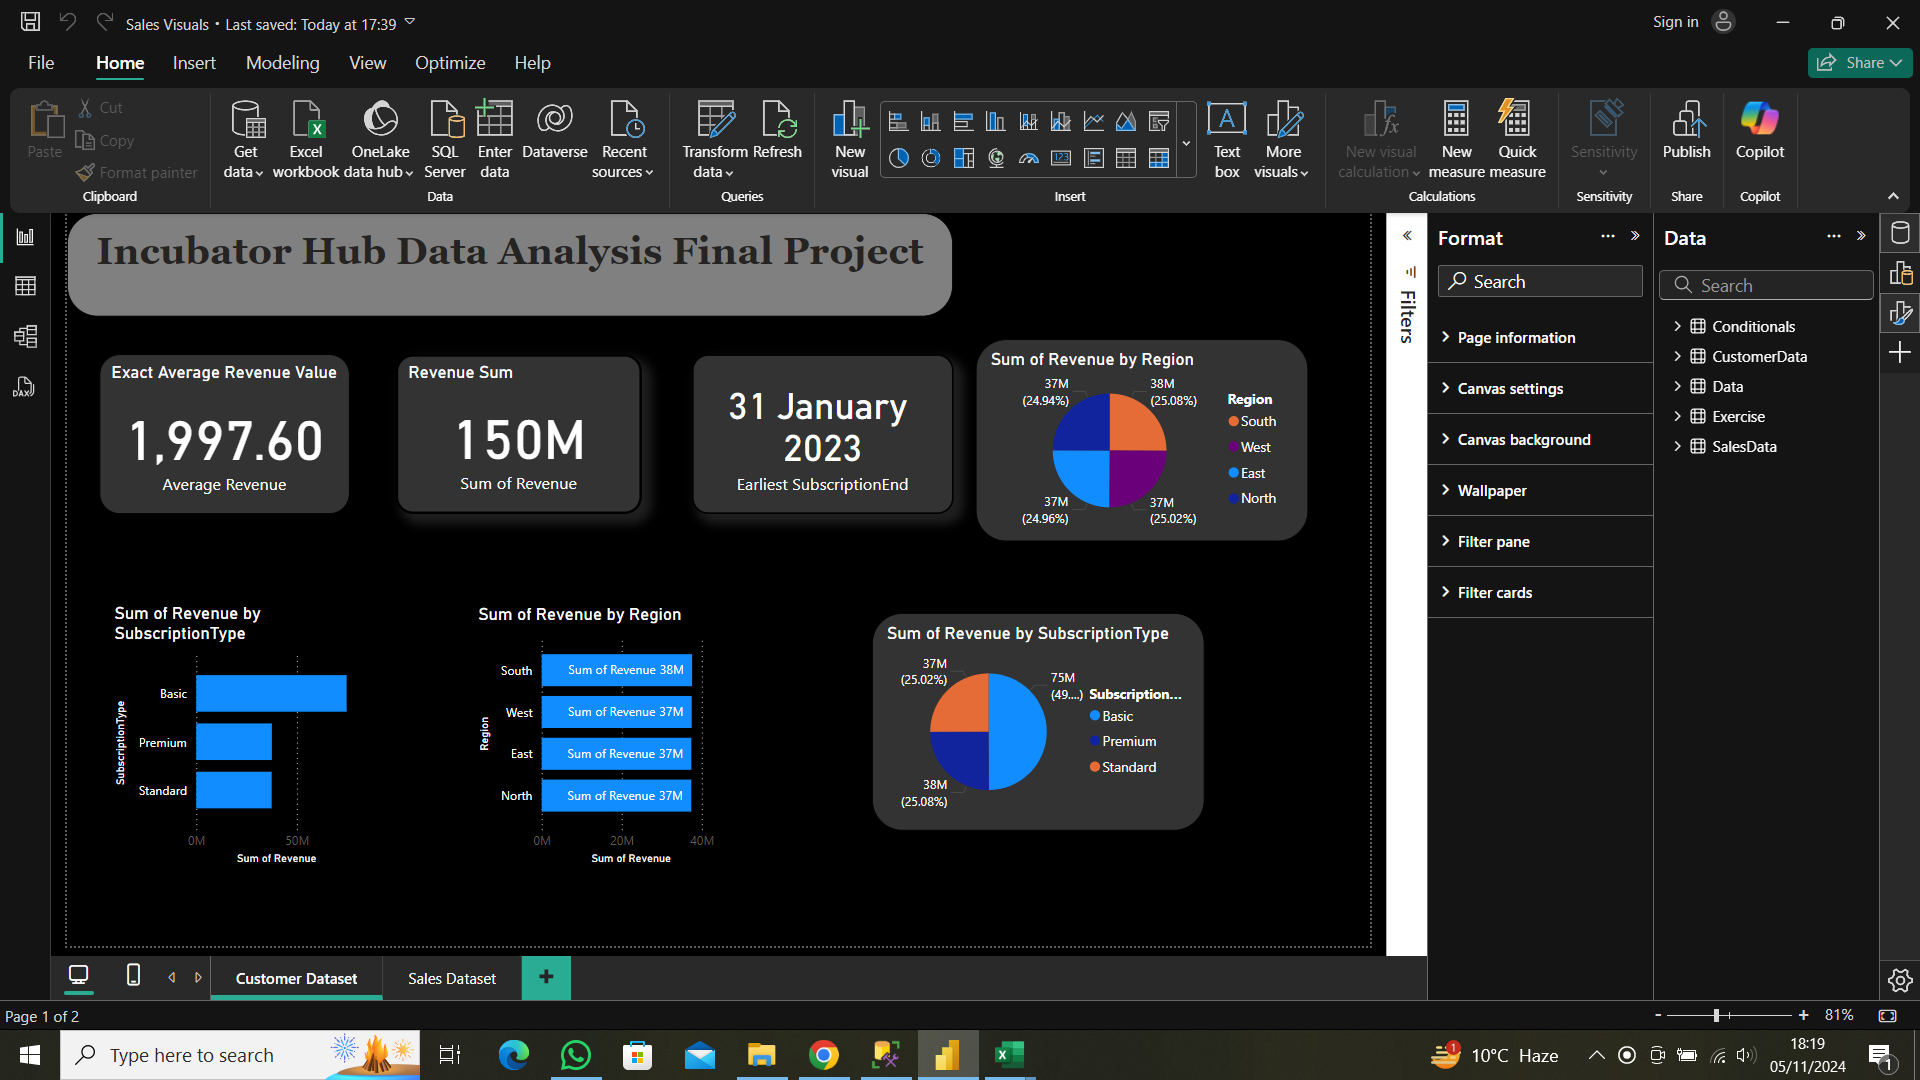 Sales Visuals • Last saved: Today at 17:39
Sign in
File
Home
Insert
Modeling
View
Optimize
Help
Share
Paste
Cut
Copy
Format painter
Clipboard
Get data
Excel workbook
OneLake data hub
SQL Server
Enter data
Dataverse
Recent sources
Data
Transform data
Refresh
Queries
New visual
Text box
More visuals
Insert
New visual calculation
New measure
Quick measure
Calculations
Sensitivity
Sensitivity
Publish
Share
Copilot
Copilot
Incubator Hub Data Analysis Final Project
Exact Average Revenue Value
1,997.60
Average Revenue
Revenue Sum
150M
Sum of Revenue
31 January
2023
Earliest SubscriptionEnd
Sum of Revenue by Region
37M
(24.94%)
38M
(25.08%)
37M
(24.96%)
37M
(25.02%)
Region
South
West
East
North
Sum of Revenue by
SubscriptionType
SubscriptionType
Basic
Premium
Standard
0M
50M
Sum of Revenue
Sum of Revenue by Region
Region
South
Sum of Revenue 38M
West
Sum of Revenue 37M
East
Sum of Revenue 37M
North
Sum of Revenue 37M
0M
20M
40M
Sum of Revenue
Sum of Revenue by SubscriptionType
37M
(25.02%)
75M
(49....)
38M
(25.08%)
Subscription...
Basic
Premium
Standard
Filters
Format
Search
Page information
Canvas settings
Canvas background
Wallpaper
Filter pane
Filter cards
Data
Search
Conditionals
CustomerData
Data
Exercise
SalesData
DAX
Customer Dataset
Sales Dataset
+
Page 1 of 2
- + 81%
Type here to search
1
10°C Haze
18:19
05/11/2024
1